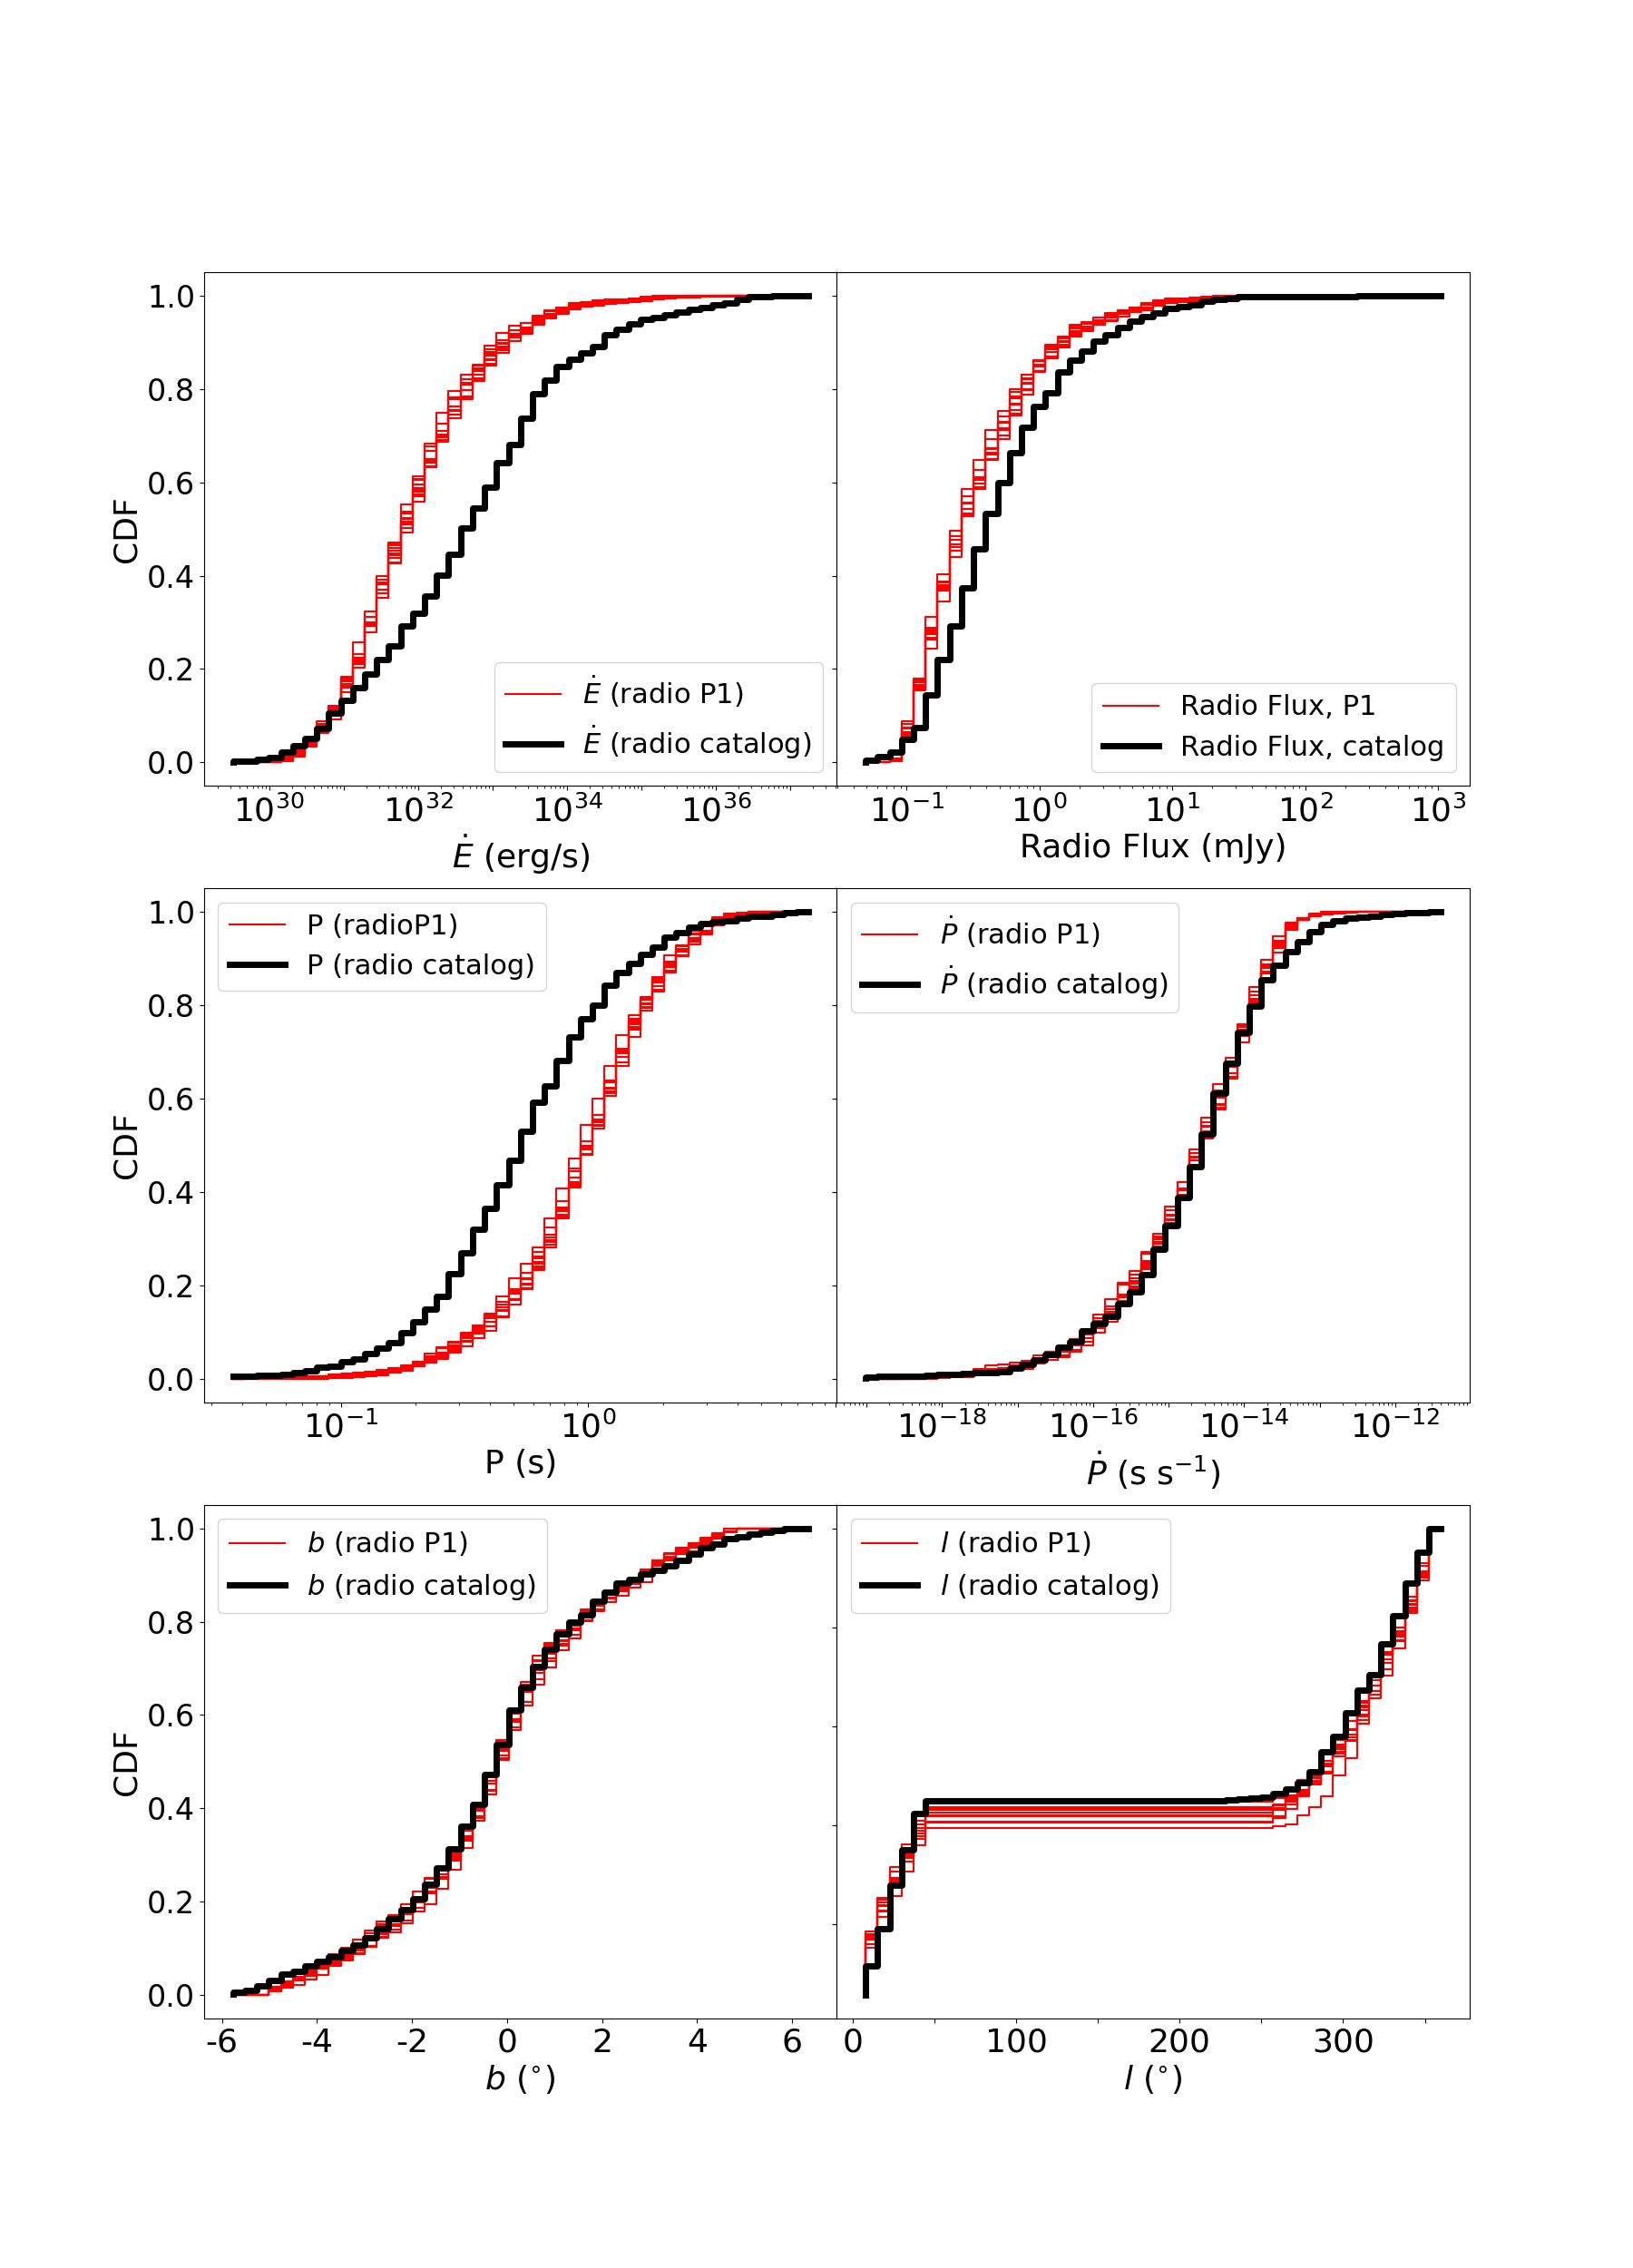 1.0
0.8
0.6
0.4
0.2
0.0
CDF
Ė (radio P1)
Ė (radio catalog)
10^30 10^32 10^34 10^36
Ė (erg/s)
Radio Flux, P1
Radio Flux, catalog
10^−1 10^0 10^1 10^2 10^3
Radio Flux (mJy)
1.0
0.8
0.6
0.4
0.2
0.0
CDF
P (radioP1)
P (radio catalog)
10^−1 10^0
P (s)
Ṗ (radio P1)
Ṗ (radio catalog)
10^−18 10^−16 10^−14 10^−12
Ṗ (s s^−1)
1.0
0.8
0.6
0.4
0.2
0.0
CDF
b (radio P1)
b (radio catalog)
-6 -4 -2 0 2 4 6
b (°)
l (radio P1)
l (radio catalog)
0 100 200 300
l (°)